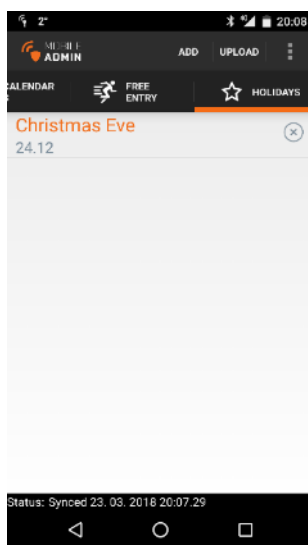 2° 4G 20:08
MOBILE
ADMIN
ADD UPLOAD
CALENDAR
FREE
ENTRY
HOLIDAYS
Christmas Eve
24.12
Status: Synced 23. 03. 2018 20:07.29